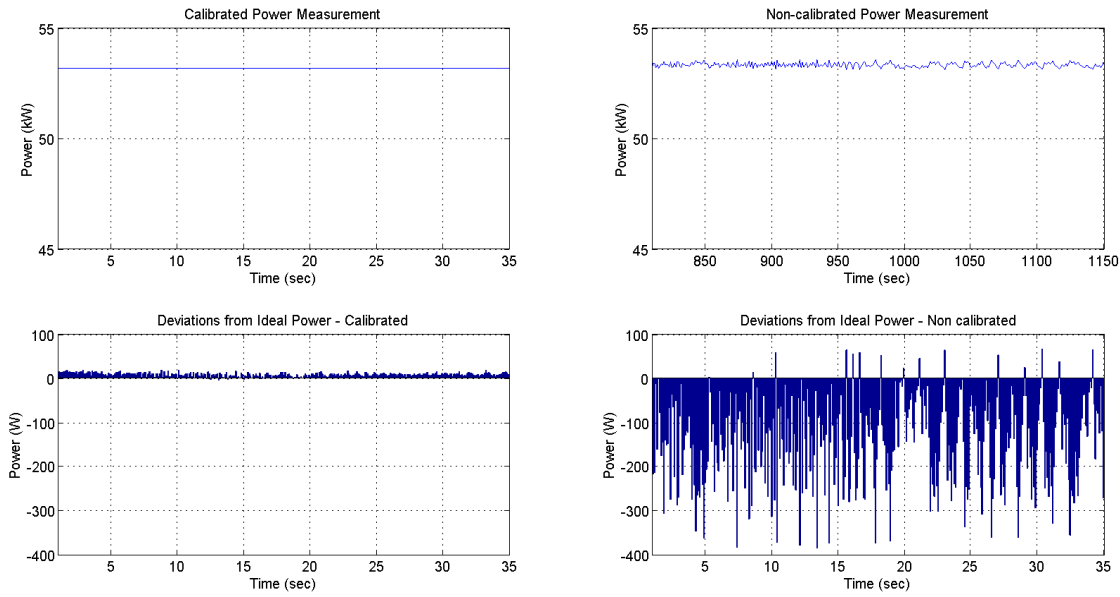 Calibrated Power Measurement
55
50
45
Power (kW)
5 10 15 20 25 30 35
Time (sec)
Non-calibrated Power Measurement
55
50
45
Power (kW)
850 900 950 1000 1050 1100 1150
Time (sec)
Deviations from Ideal Power - Calibrated
100
0
-100
-200
-300
-400
Power (W)
5 10 15 20 25 30 35
Time (sec)
Deviations from Ideal Power - Non calibrated
100
0
-100
-200
-300
-400
Power (W)
5 10 15 20 25 30 35
Time (sec)